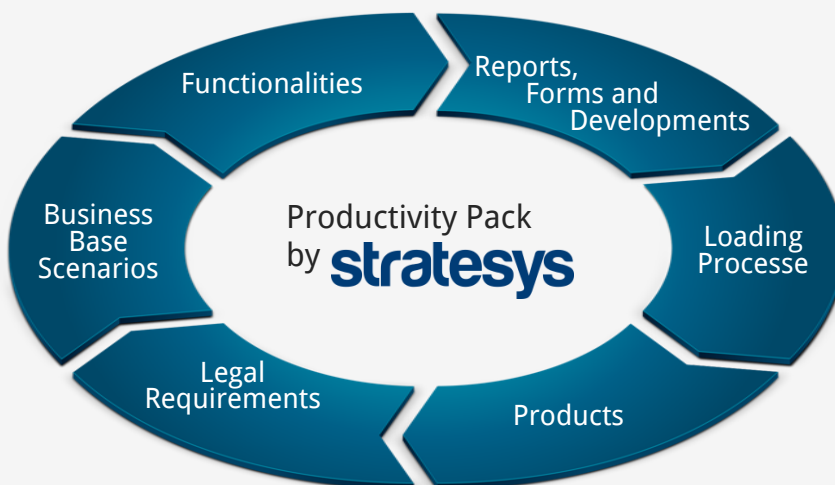 Functionalities
Reports,
Forms and
Developments
Business
Base
Scenarios
Productivity Pack
by stratesys
Loading
Processe
Legal
Requirements
Products